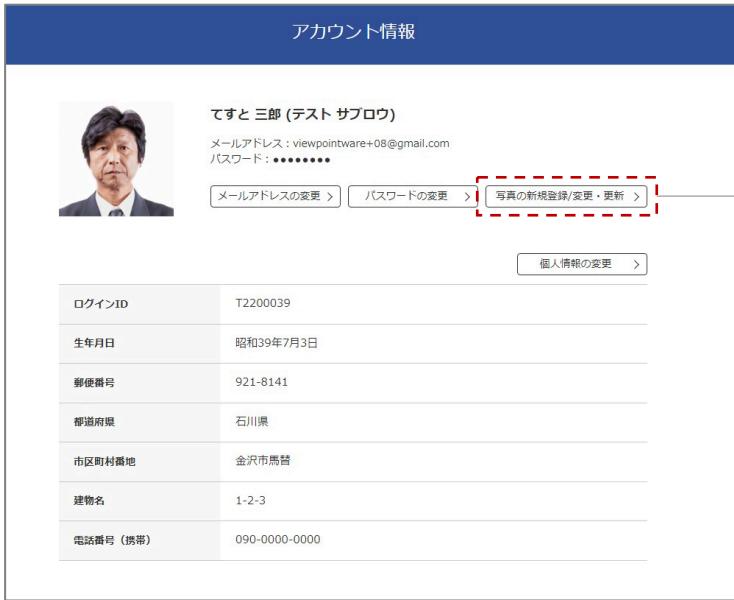 アカウント情報
てすと 三郎 (テスト サブロウ)
メールアドレス：viewpointware+08@gmail.com
パスワード：●●●●●●●●
メールアドレスの変更 > パスワードの変更 > 写真の新規登録/変更・更新 >
個人情報の変更 >
ログインID T2200039
生年月日 昭和39年7月3日
郵便番号 921-8141
都道府県 石川県
市区町村番地 金沢市馬替
建物名 1-2-3
電話番号（携帯） 090-0000-0000